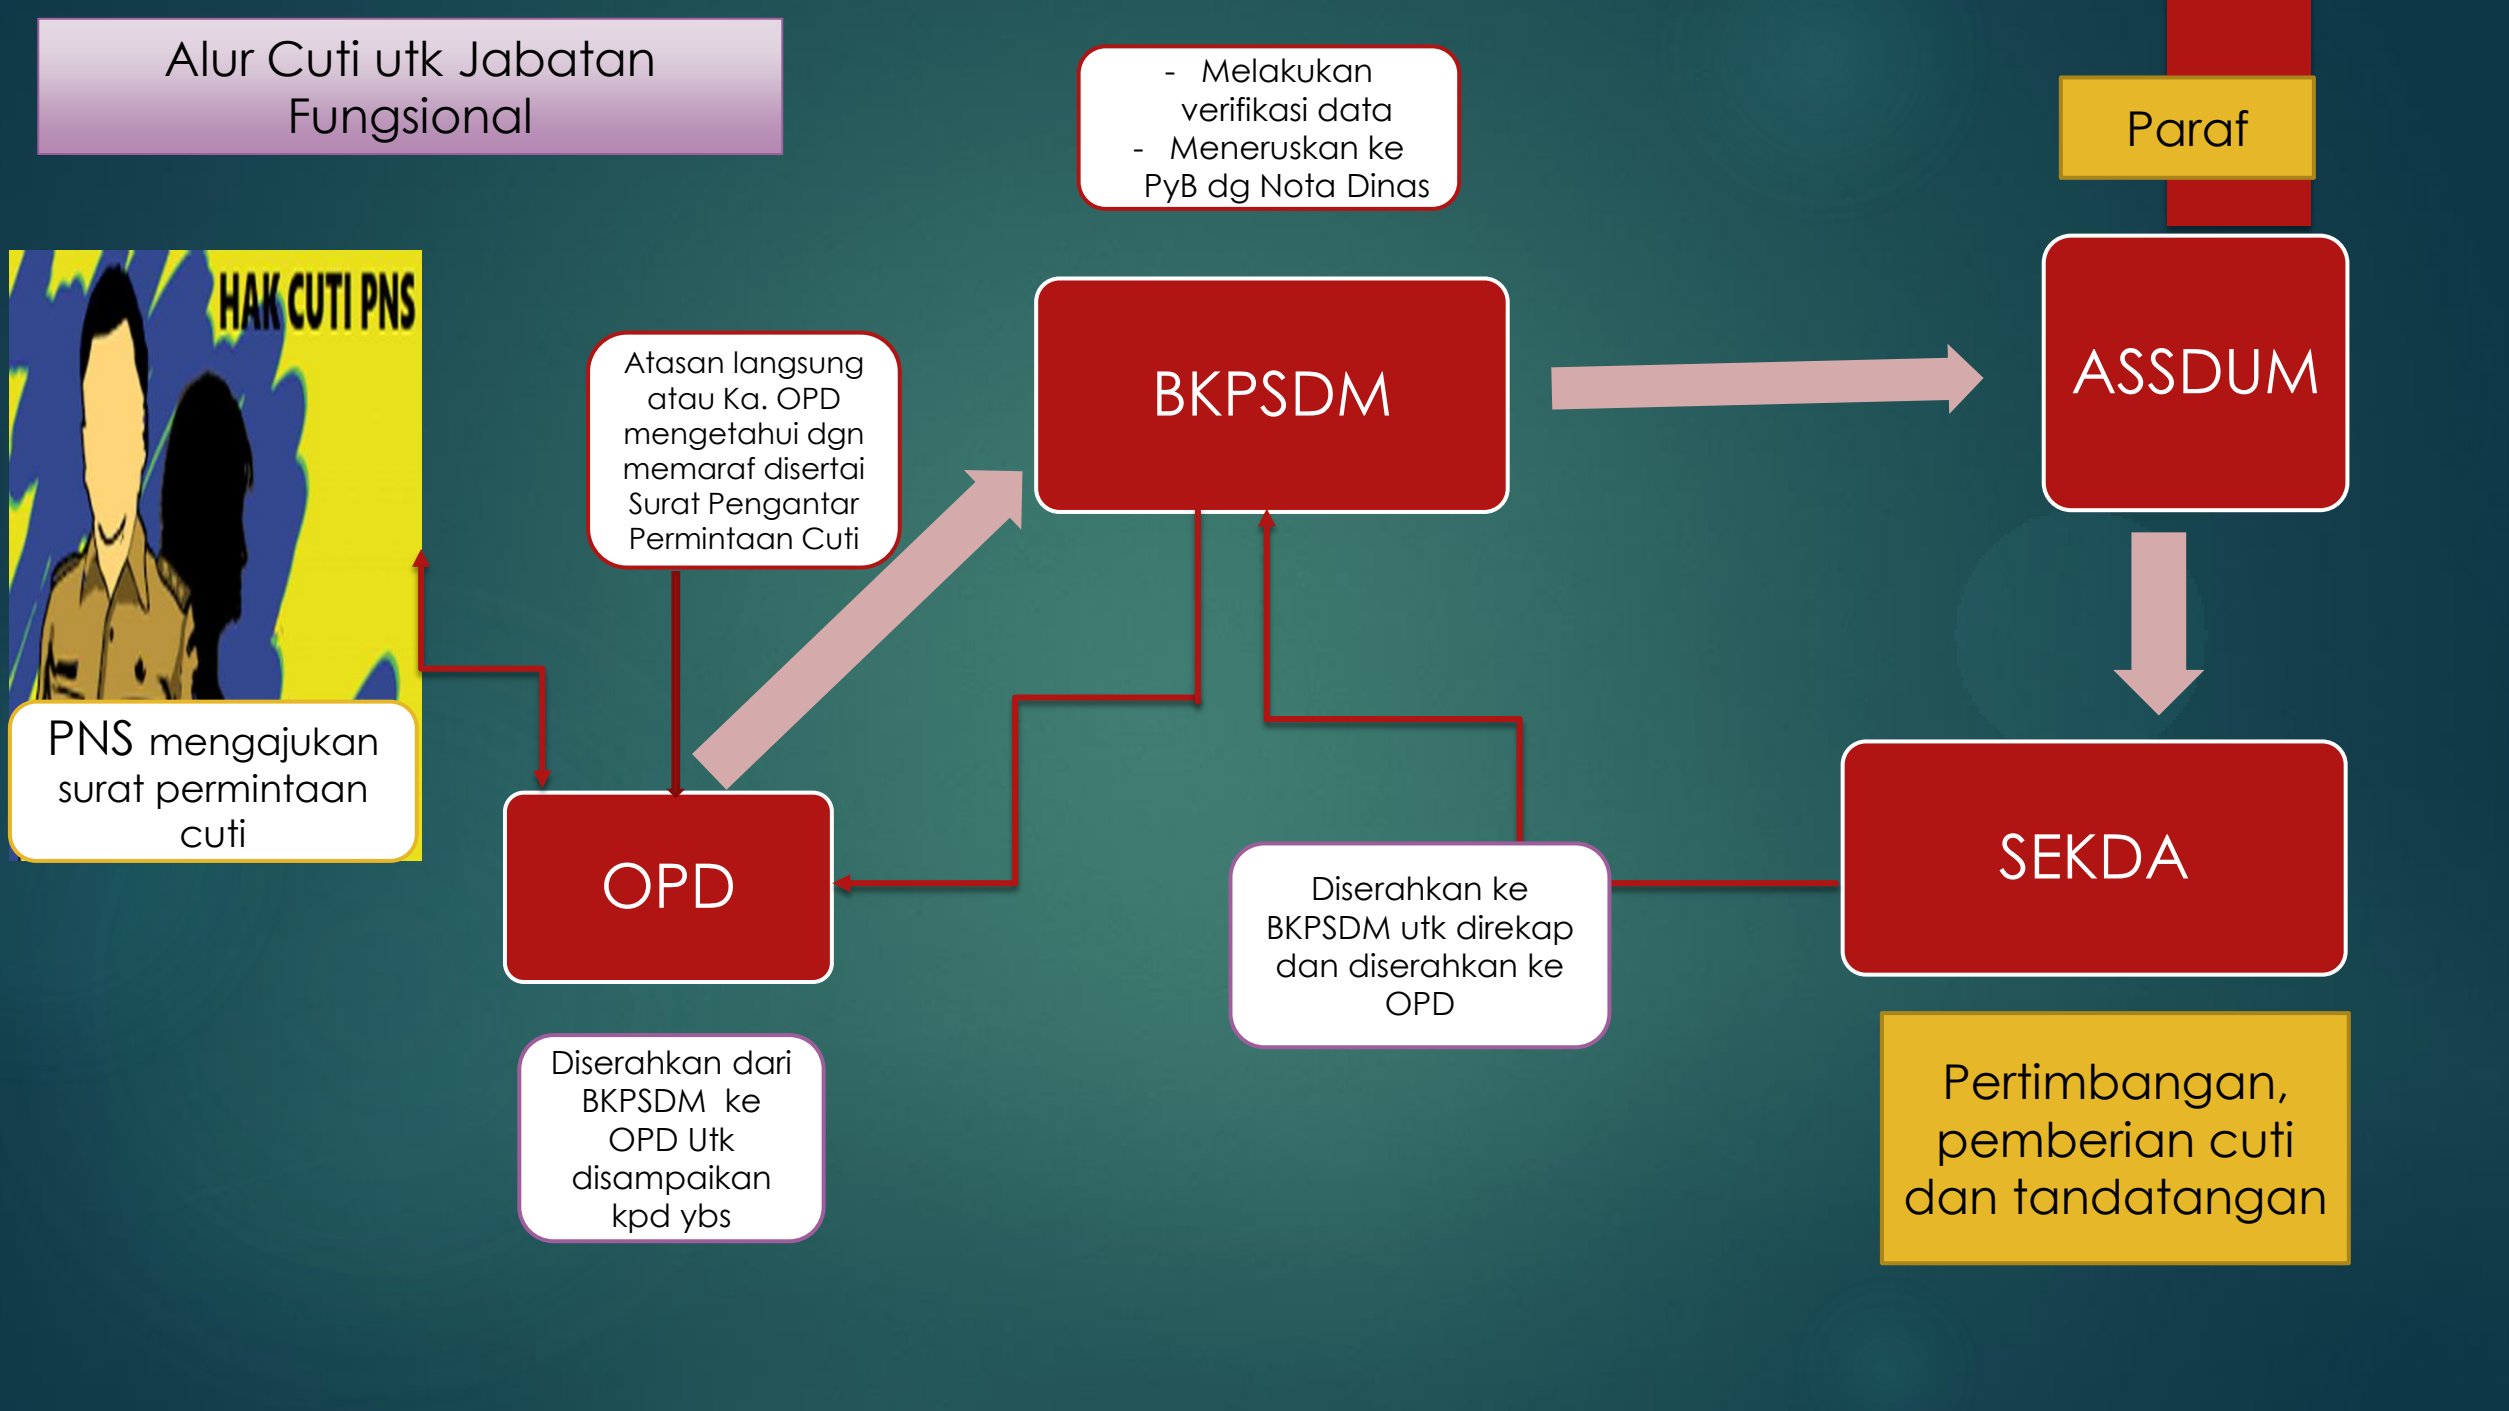 Alur Cuti utk Jabatan
Fungsional
- Melakukan
verifikasi data
- Meneruskan ke
PyB dg Nota Dinas
Paraf
HAK CUTI PNS
Atasan langsung
atau Ka. OPD
mengetahui dgn
memaraf disertai
Surat Pengantar
Permintaan Cuti
BKPSDM
ASSDUM
PNS mengajukan
surat permintaan
cuti
OPD
Diserahkan ke
BKPSDM utk direkap
dan diserahkan ke
OPD
SEKDA
Diserahkan dari
BKPSDM  ke
OPD Utk
disampaikan
kpd ybs
Pertimbangan,
pemberian cuti
dan tandatangan